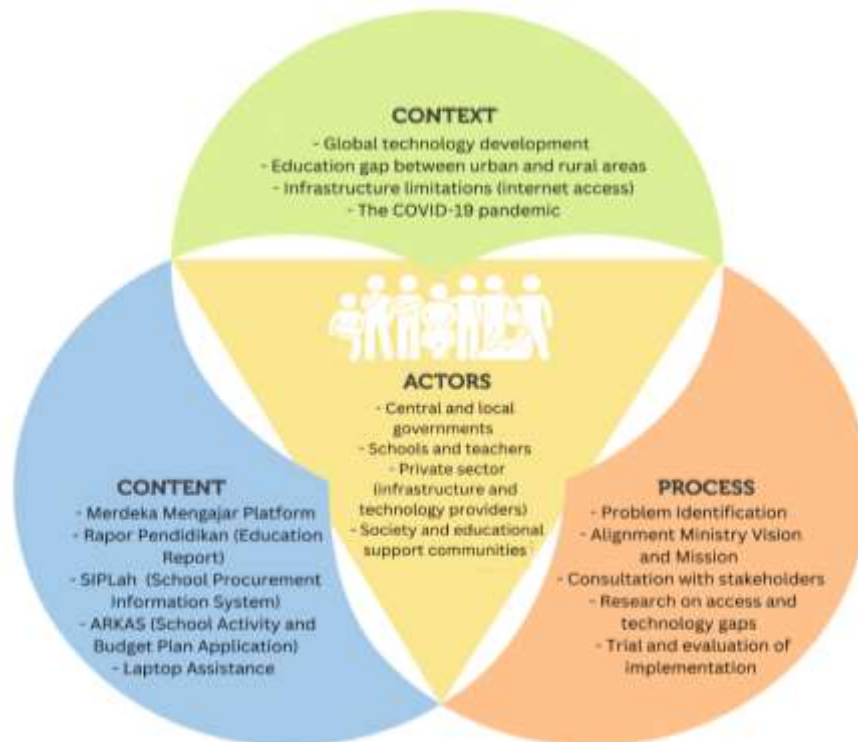 CONTEXT
- Global technology development
- Education gap between urban and rural areas
- Infrastructure limitations (internet access)
- The COVID-19 pandemic
ACTORS
- Central and local
governments
- Schools and teachers
- Private sector
(infrastructure and
technology providers)
- Society and educational
support communities
CONTENT
- Merdeka Mengajar Platform
- Rapor Pendidikan (Education
Report)
- SIPLah (School Procurement
Information System)
- ARKAS (School Activity and
Budget Plan Application)
- Laptop Assistance
PROCESS
- Problem Identification
- Alignment Ministry Vision
and Mission
- Consultation with stakeholders
- Research on access and
technology gaps
- Trial and evaluation of
implementation